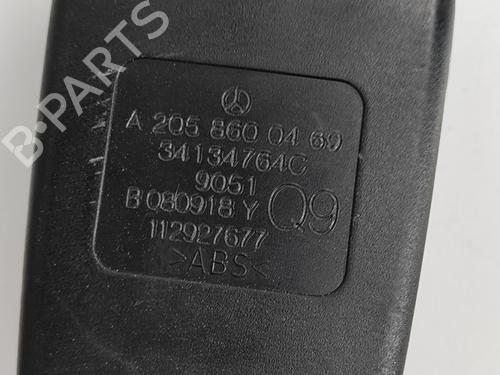 B-PARTS
A 205 860 04 69
34134764C
9051
B 080918 Y Q9
112927677
>ABS<